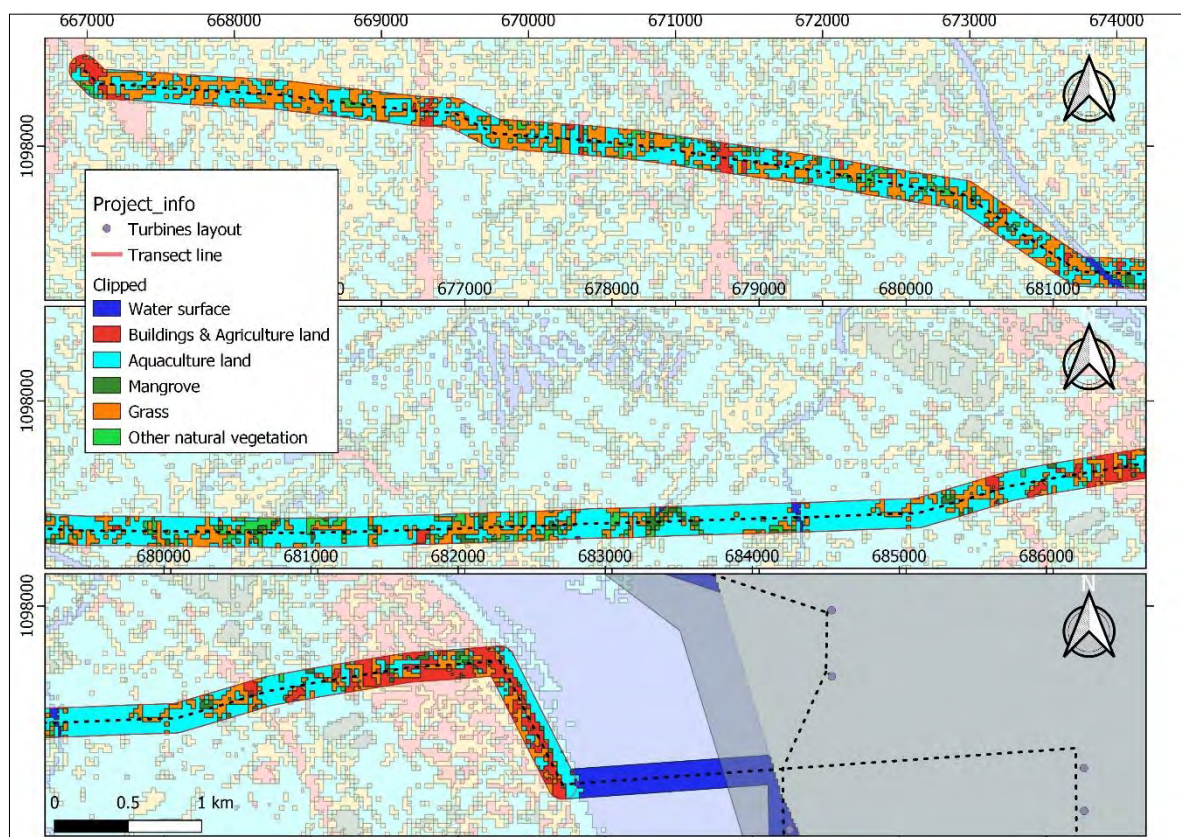 667000 668000 669000 670000 671000 672000 673000 674000
1098000
Project_info
Turbines layout
Transect line
Clipped
Water surface
Buildings & Agriculture land
Aquaculture land
Mangrove
Grass
Other natural vegetation
677000 678000 679000 680000 681000
1098000
N
680000 681000 682000 683000 684000 685000 686000
1098000
N
0 0.5 1 km